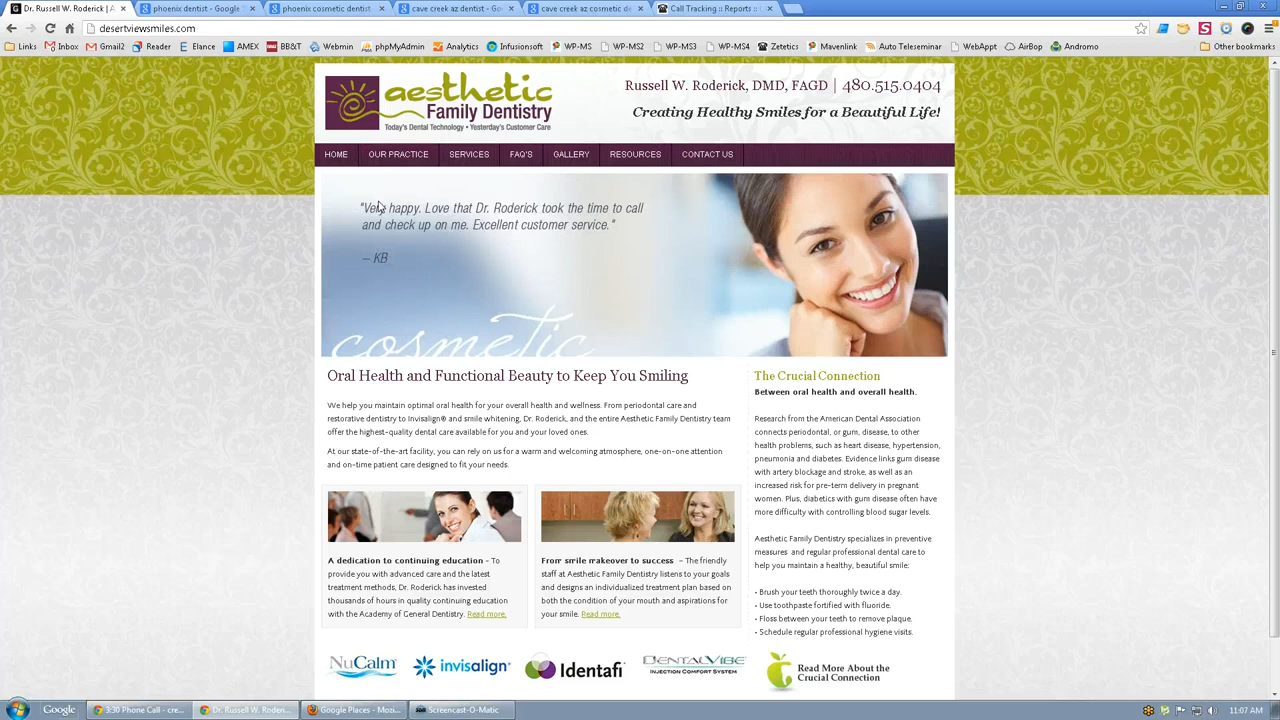 Dr. Russell W. Roderick | A
phoenix dentist - Google
phoenix cosmetic dentist
cave creek az dentist - Go
cave creek az cosmetic de
Call Tracking :: Reports ::
desertviewsmiles.com
Links Inbox Gmail2 Reader Elance AMEX BB&T Webmin phpMyAdmin Analytics Infusionsoft WP-MS WP-MS2 WP-MS3 WP-MS4 Zetetics Mavenlink Auto Teleseminar WebAppt AirBop Andromo Other bookmarks
aesthetic
Family Dentistry
Today's Dental Technology • Yesterday's Customer Care
Russell W. Roderick, DMD, FAGD | 480.515.0404
Creating Healthy Smiles for a Beautiful Life!
HOME OUR PRACTICE SERVICES FAQ'S GALLERY RESOURCES CONTACT US
"Very happy. Love that Dr. Roderick took the time to call
and check up on me. Excellent customer service."
– KB
cosmetic
Oral Health and Functional Beauty to Keep You Smiling
We help you maintain optimal oral health for your overall health and wellness. From periodontal care and
restorative dentistry to Invisalign® and smile whitening, Dr. Roderick, and the entire Aesthetic Family Dentistry team
offer the highest-quality dental care available for you and your loved ones.
At our state-of-the-art facility, you can rely on us for a warm and welcoming atmosphere, one-on-one attention
and on-time patient care designed to fit your needs.
A dedication to continuing education - To
provide you with advanced care and the latest
treatment methods, Dr. Roderick has invested
thousands of hours in quality continuing education
with the Academy of General Dentistry. Read more.
From smile makeover to success - The friendly
staff at Aesthetic Family Dentistry listens to your goals
and designs an individualized treatment plan based on
both the condition of your mouth and aspirations for
your smile. Read more.
The Crucial Connection
Between oral health and overall health.
Research from the American Dental Association
connects periodontal, or gum, disease, to other
health problems, such as heart disease, hypertension,
pneumonia and diabetes. Evidence links gum disease
with artery blockage and stroke, as well as an
increased risk for pre-term delivery in pregnant
women. Plus, diabetics with gum disease often have
more difficulty with controlling blood sugar levels.
Aesthetic Family Dentistry specializes in preventive
measures and regular professional dental care to
help you maintain a healthy, beautiful smile:
• Brush your teeth thoroughly twice a day.
• Use toothpaste fortified with fluoride.
• Floss between your teeth to remove plaque.
• Schedule regular professional hygiene visits.
NuCalm
invisalign
Identafi
DENTALVIBE
INJECTION COMFORT SYSTEM
Read More About the
Crucial Connection
Google 3:30 Phone Call - cre... Dr. Russell W. Roden... Google Places - Mozi... Screencast-O-Matic 11:07 AM